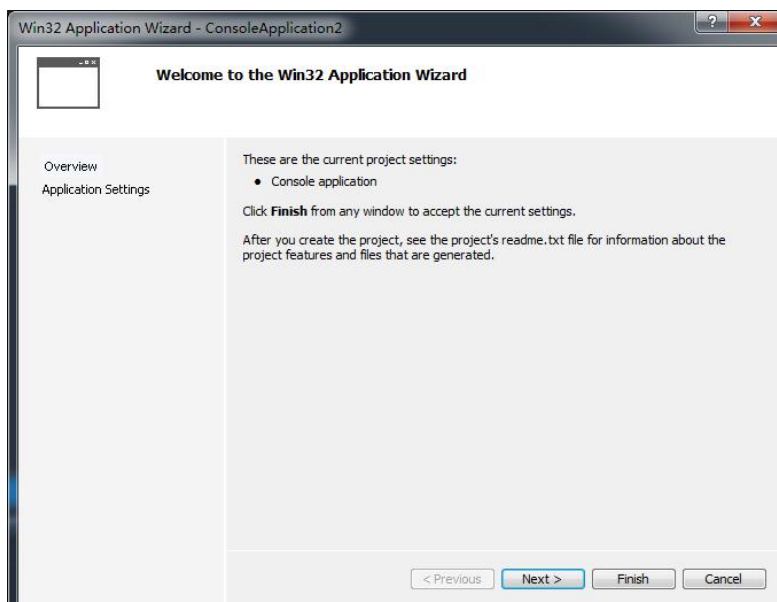 Win32 Application Wizard - ConsoleApplication2
Welcome to the Win32 Application Wizard
Overview
Application Settings
These are the current project settings:
• Console application
Click Finish from any window to accept the current settings.
After you create the project, see the project's readme.txt file for information about the
project features and files that are generated.
< Previous
Next >
Finish
Cancel